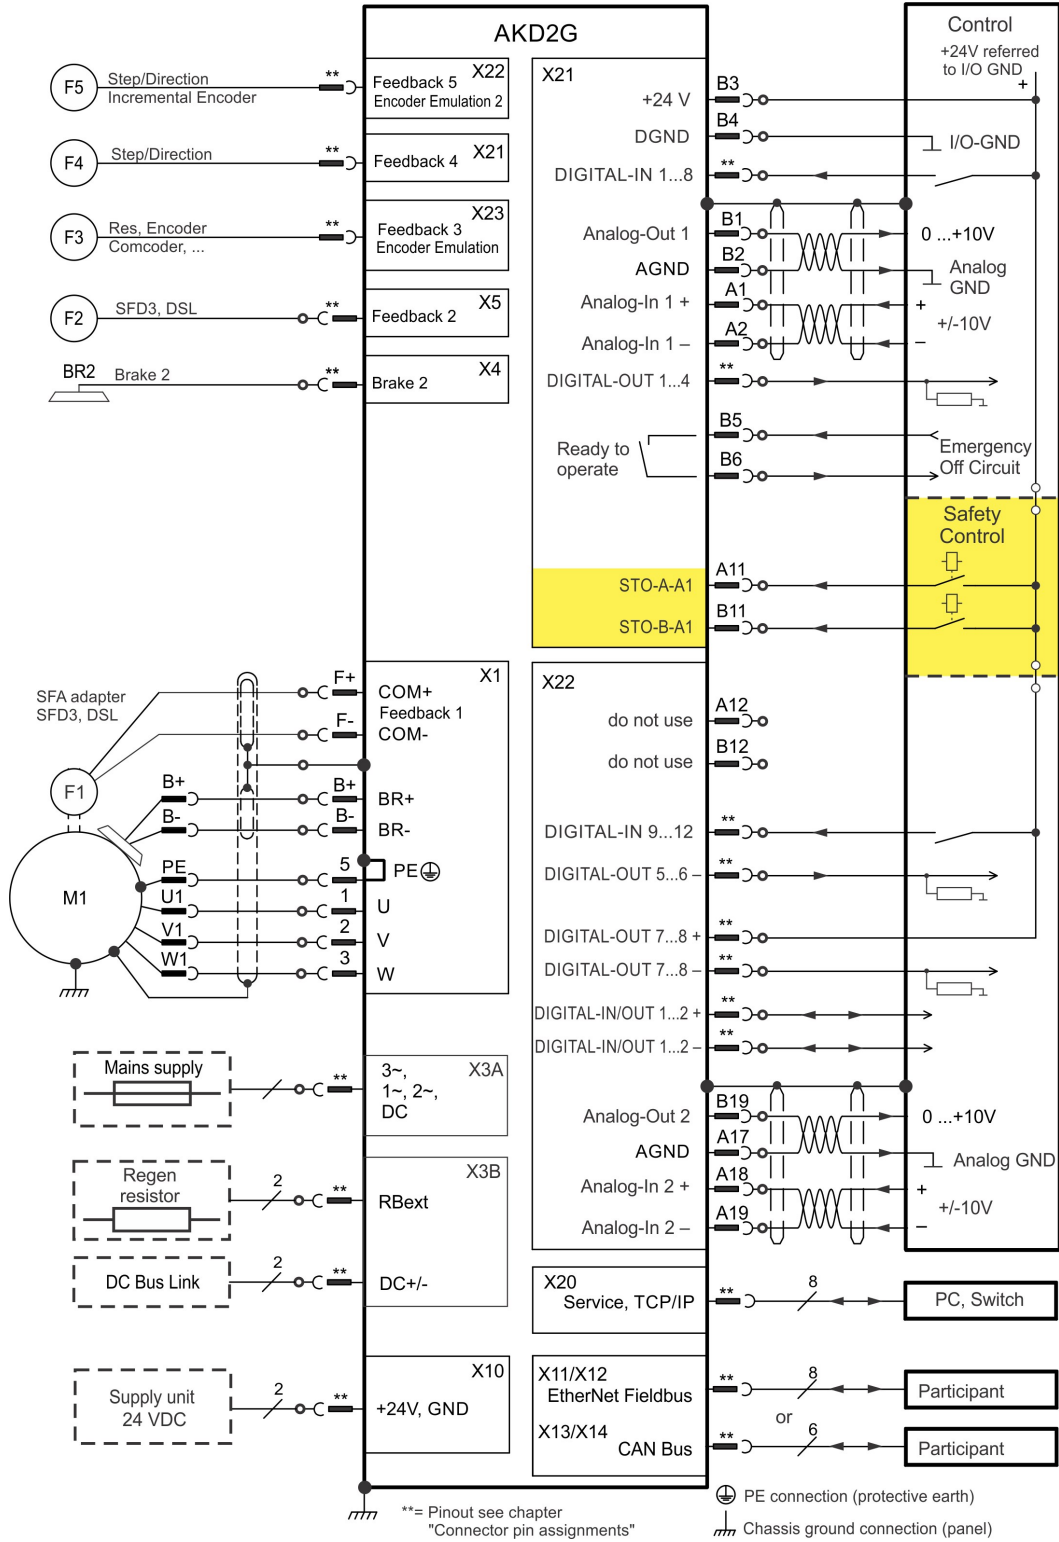 AKD2G
F5
Step/Direction
Incremental Encoder
**
X22
Feedback 5
Encoder Emulation 2
F4
Step/Direction
**
X21
Feedback 4
F3
Res, Encoder
Comcoder, ...
**
X23
Feedback 3
Encoder Emulation
F2
SFD3, DSL
**
X5
Feedback 2
BR2
Brake 2
**
X4
Brake 2
SFA adapter
SFD3, DSL
F1
M1
X1
F+
COM+
Feedback 1
F-
COM-
B+
B+
BR+
B-
B-
BR-
PE
5
PE
U1
1
U
V1
2
V
W1
3
W
Mains supply
**
X3A
3~,
1~, 2~,
DC
Regen
resistor
2
**
X3B
RBext
DC Bus Link
2
**
DC+/-
Supply unit
24 VDC
2
**
X10
+24V, GND
X21
+24 V
B3
DGND
B4
DIGITAL-IN 1...8
**
Analog-Out 1
B1
AGND
B2
Analog-In 1 +
A1
Analog-In 1 –
A2
DIGITAL-OUT 1...4
**
Ready to
operate
B5
B6
STO-A-A1
A11
STO-B-A1
B11
Control
+24V referred
to I/O GND
+
I/O-GND
0 ...+10V
Analog
GND
+
+/-10V
–
Emergency
Off Circuit
Safety
Control
X22
do not use
A12
do not use
B12
DIGITAL-IN 9...12
**
DIGITAL-OUT 5...6 –
**
DIGITAL-OUT 7...8 +
**
DIGITAL-OUT 7...8 –
**
DIGITAL-IN/OUT 1...2 +
**
DIGITAL-IN/OUT 1...2 –
**
Analog-Out 2
B19
0 ...+10V
AGND
A17
Analog GND
Analog-In 2 +
A18
+
+/-10V
Analog-In 2 –
A19
–
X20
Service, TCP/IP
**
8
PC, Switch
X11/X12
EtherNet Fieldbus
**
8
Participant
or
X13/X14
CAN Bus
**
6
Participant
**= Pinout see chapter
"Connector pin assignments"
PE connection (protective earth)
Chassis ground connection (panel)